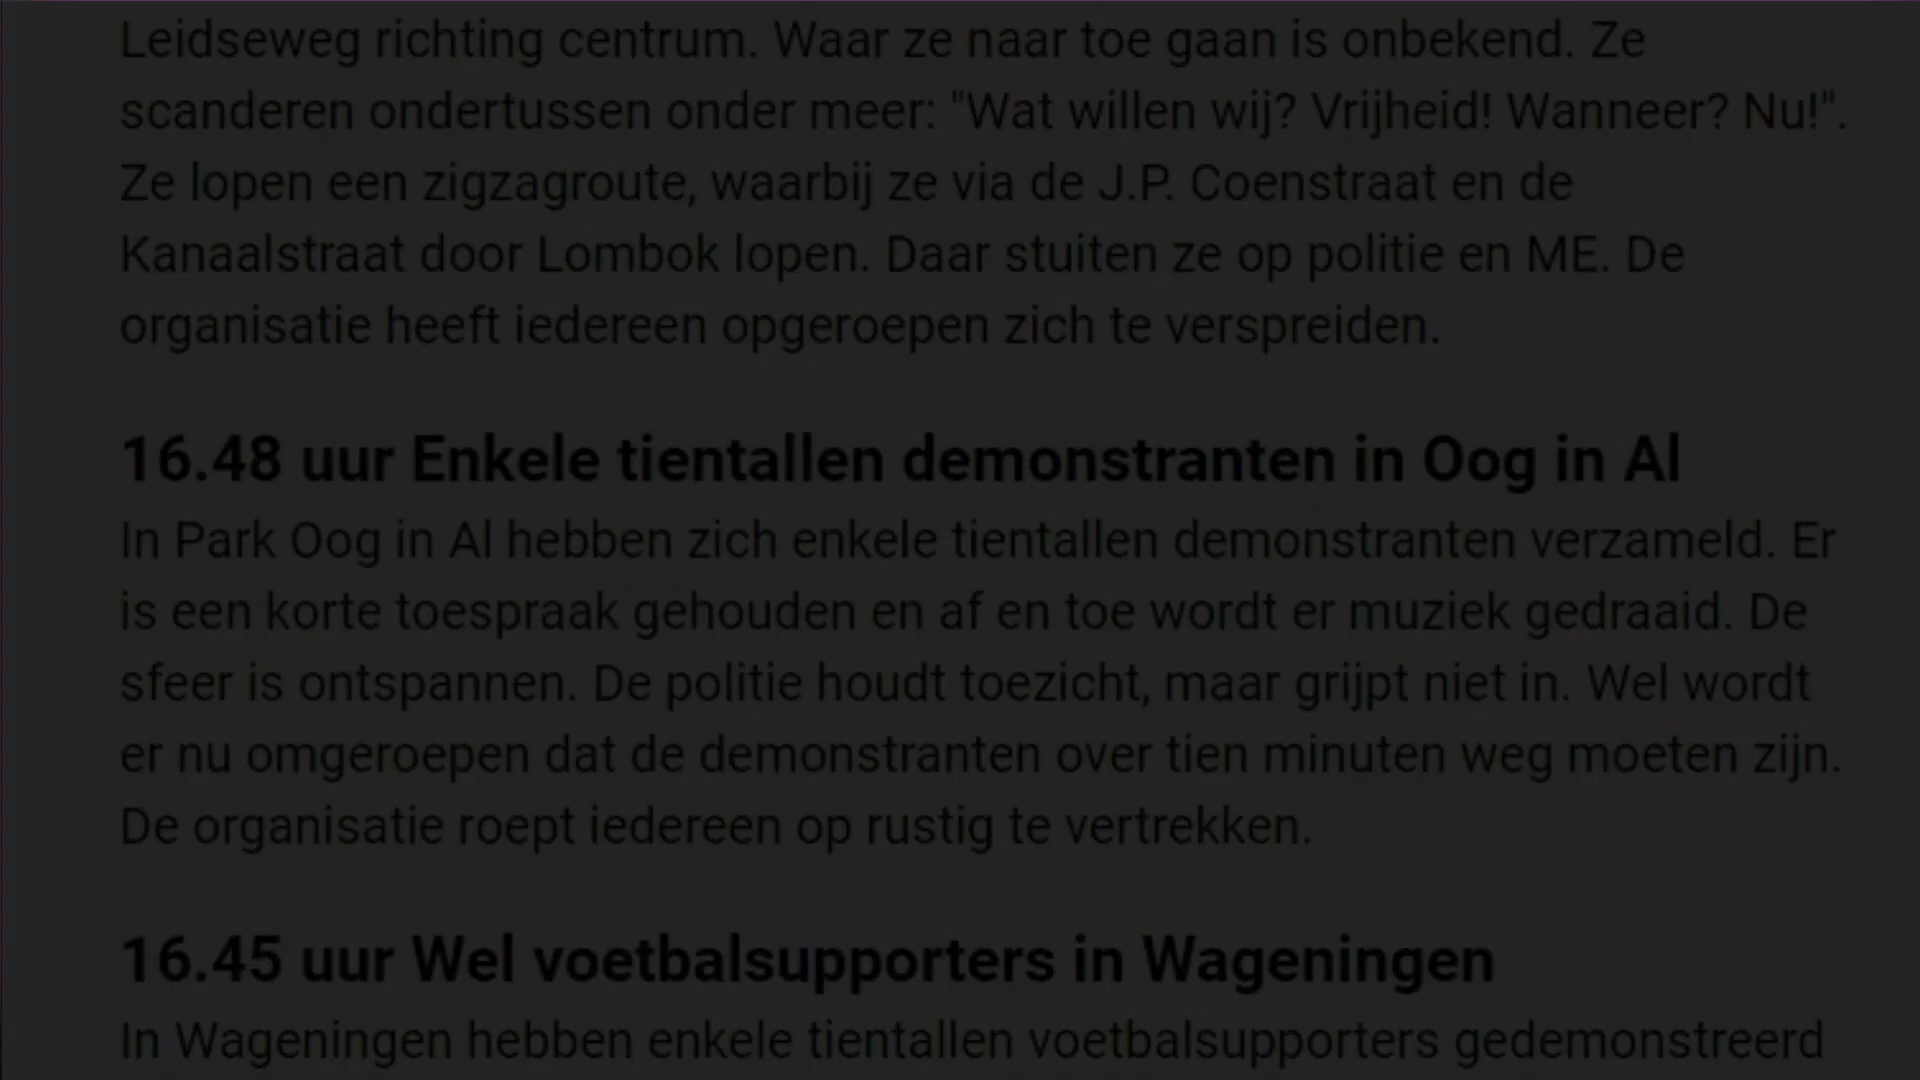 Leidseweg richting centrum. Waar ze naar toe gaan is onbekend. Ze
scanderen ondertussen onder meer: "Wat willen wij? Vrijheid! Wanneer? Nu!".
Ze lopen een zigzagroute, waarbij ze via de J.P. Coenstraat en de
Kanaalstraat door Lombok lopen. Daar stuiten ze op politie en ME. De
organisatie heeft iedereen opgeroepen zich te verspreiden.
16.48 uur Enkele tientallen demonstranten in Oog in Al
In Park Oog in Al hebben zich enkele tientallen demonstranten verzameld. Er
is een korte toespraak gehouden en af en toe wordt er muziek gedraaid. De
sfeer is ontspannen. De politie houdt toezicht, maar grijpt niet in. Wel wordt
er nu omgeroepen dat de demonstranten over tien minuten weg moeten zijn.
De organisatie roept iedereen op rustig te vertrekken.
16.45 uur Wel voetbalsupporters in Wageningen
In Wageningen hebben enkele tientallen voetbalsupporters gedemonstreerd